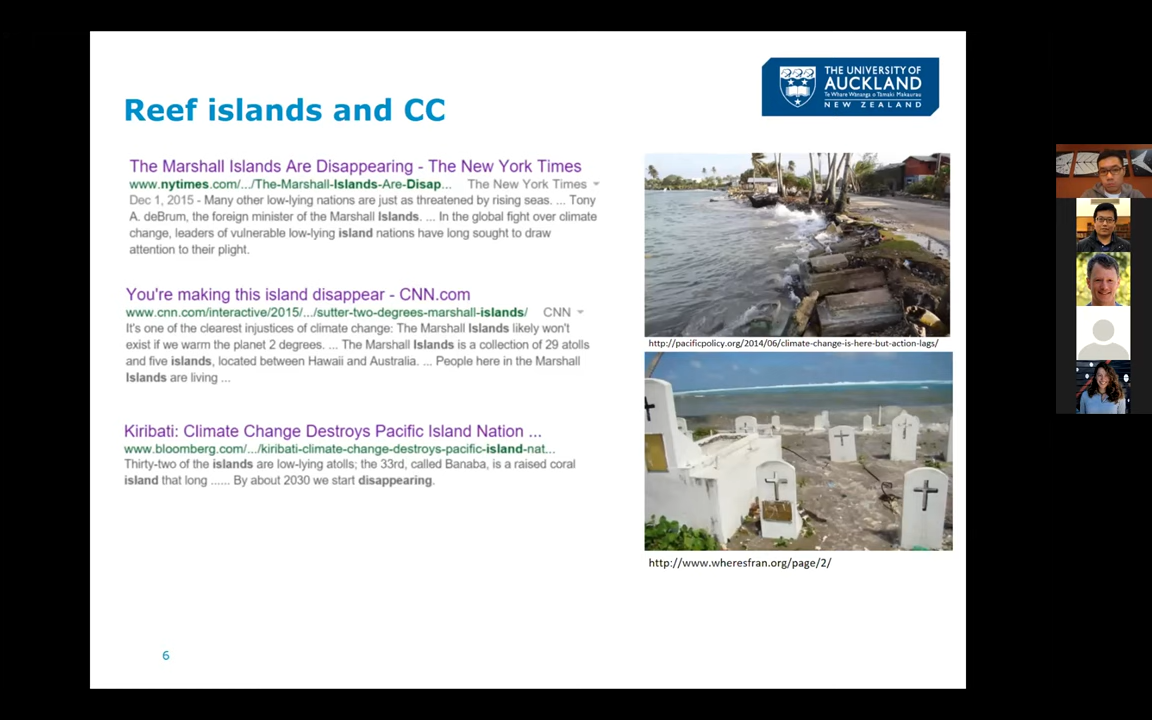 THE UNIVERSITY OF
AUCKLAND
Te Whare Wānanga o Tāmaki Makaurau
NEW ZEALAND
Reef islands and CC
The Marshall Islands Are Disappearing - The New York Times
www.nytimes.com/.../The-Marshall-Islands-Are-Disap... The New York Times
Dec 1, 2015 - Many other low-lying nations are just as threatened by rising seas. ... Tony
A. deBrum, the foreign minister of the Marshall Islands. ... In the global fight over climate
change, leaders of vulnerable low-lying island nations have long sought to draw
attention to their plight.
You're making this island disappear - CNN.com
www.cnn.com/interactive/2015/.../sutter-two-degrees-marshall-islands/ CNN
It's one of the clearest injustices of climate change: The Marshall Islands likely won't
exist if we warm the planet 2 degrees. ... The Marshall Islands is a collection of 29 atolls
and five islands, located between Hawaii and Australia. ... People here in the Marshall
Islands are living ...
Kiribati: Climate Change Destroys Pacific Island Nation ...
www.bloomberg.com/.../kiribati-climate-change-destroys-pacific-island-nat...
Thirty-two of the islands are low-lying atolls; the 33rd, called Banaba, is a raised coral
island that long ...... By about 2030 we start disappearing.
http://pacificpolicy.org/2014/06/climate-change-is-here-but-action-lags/
http://www.wheresfran.org/page/2/
6